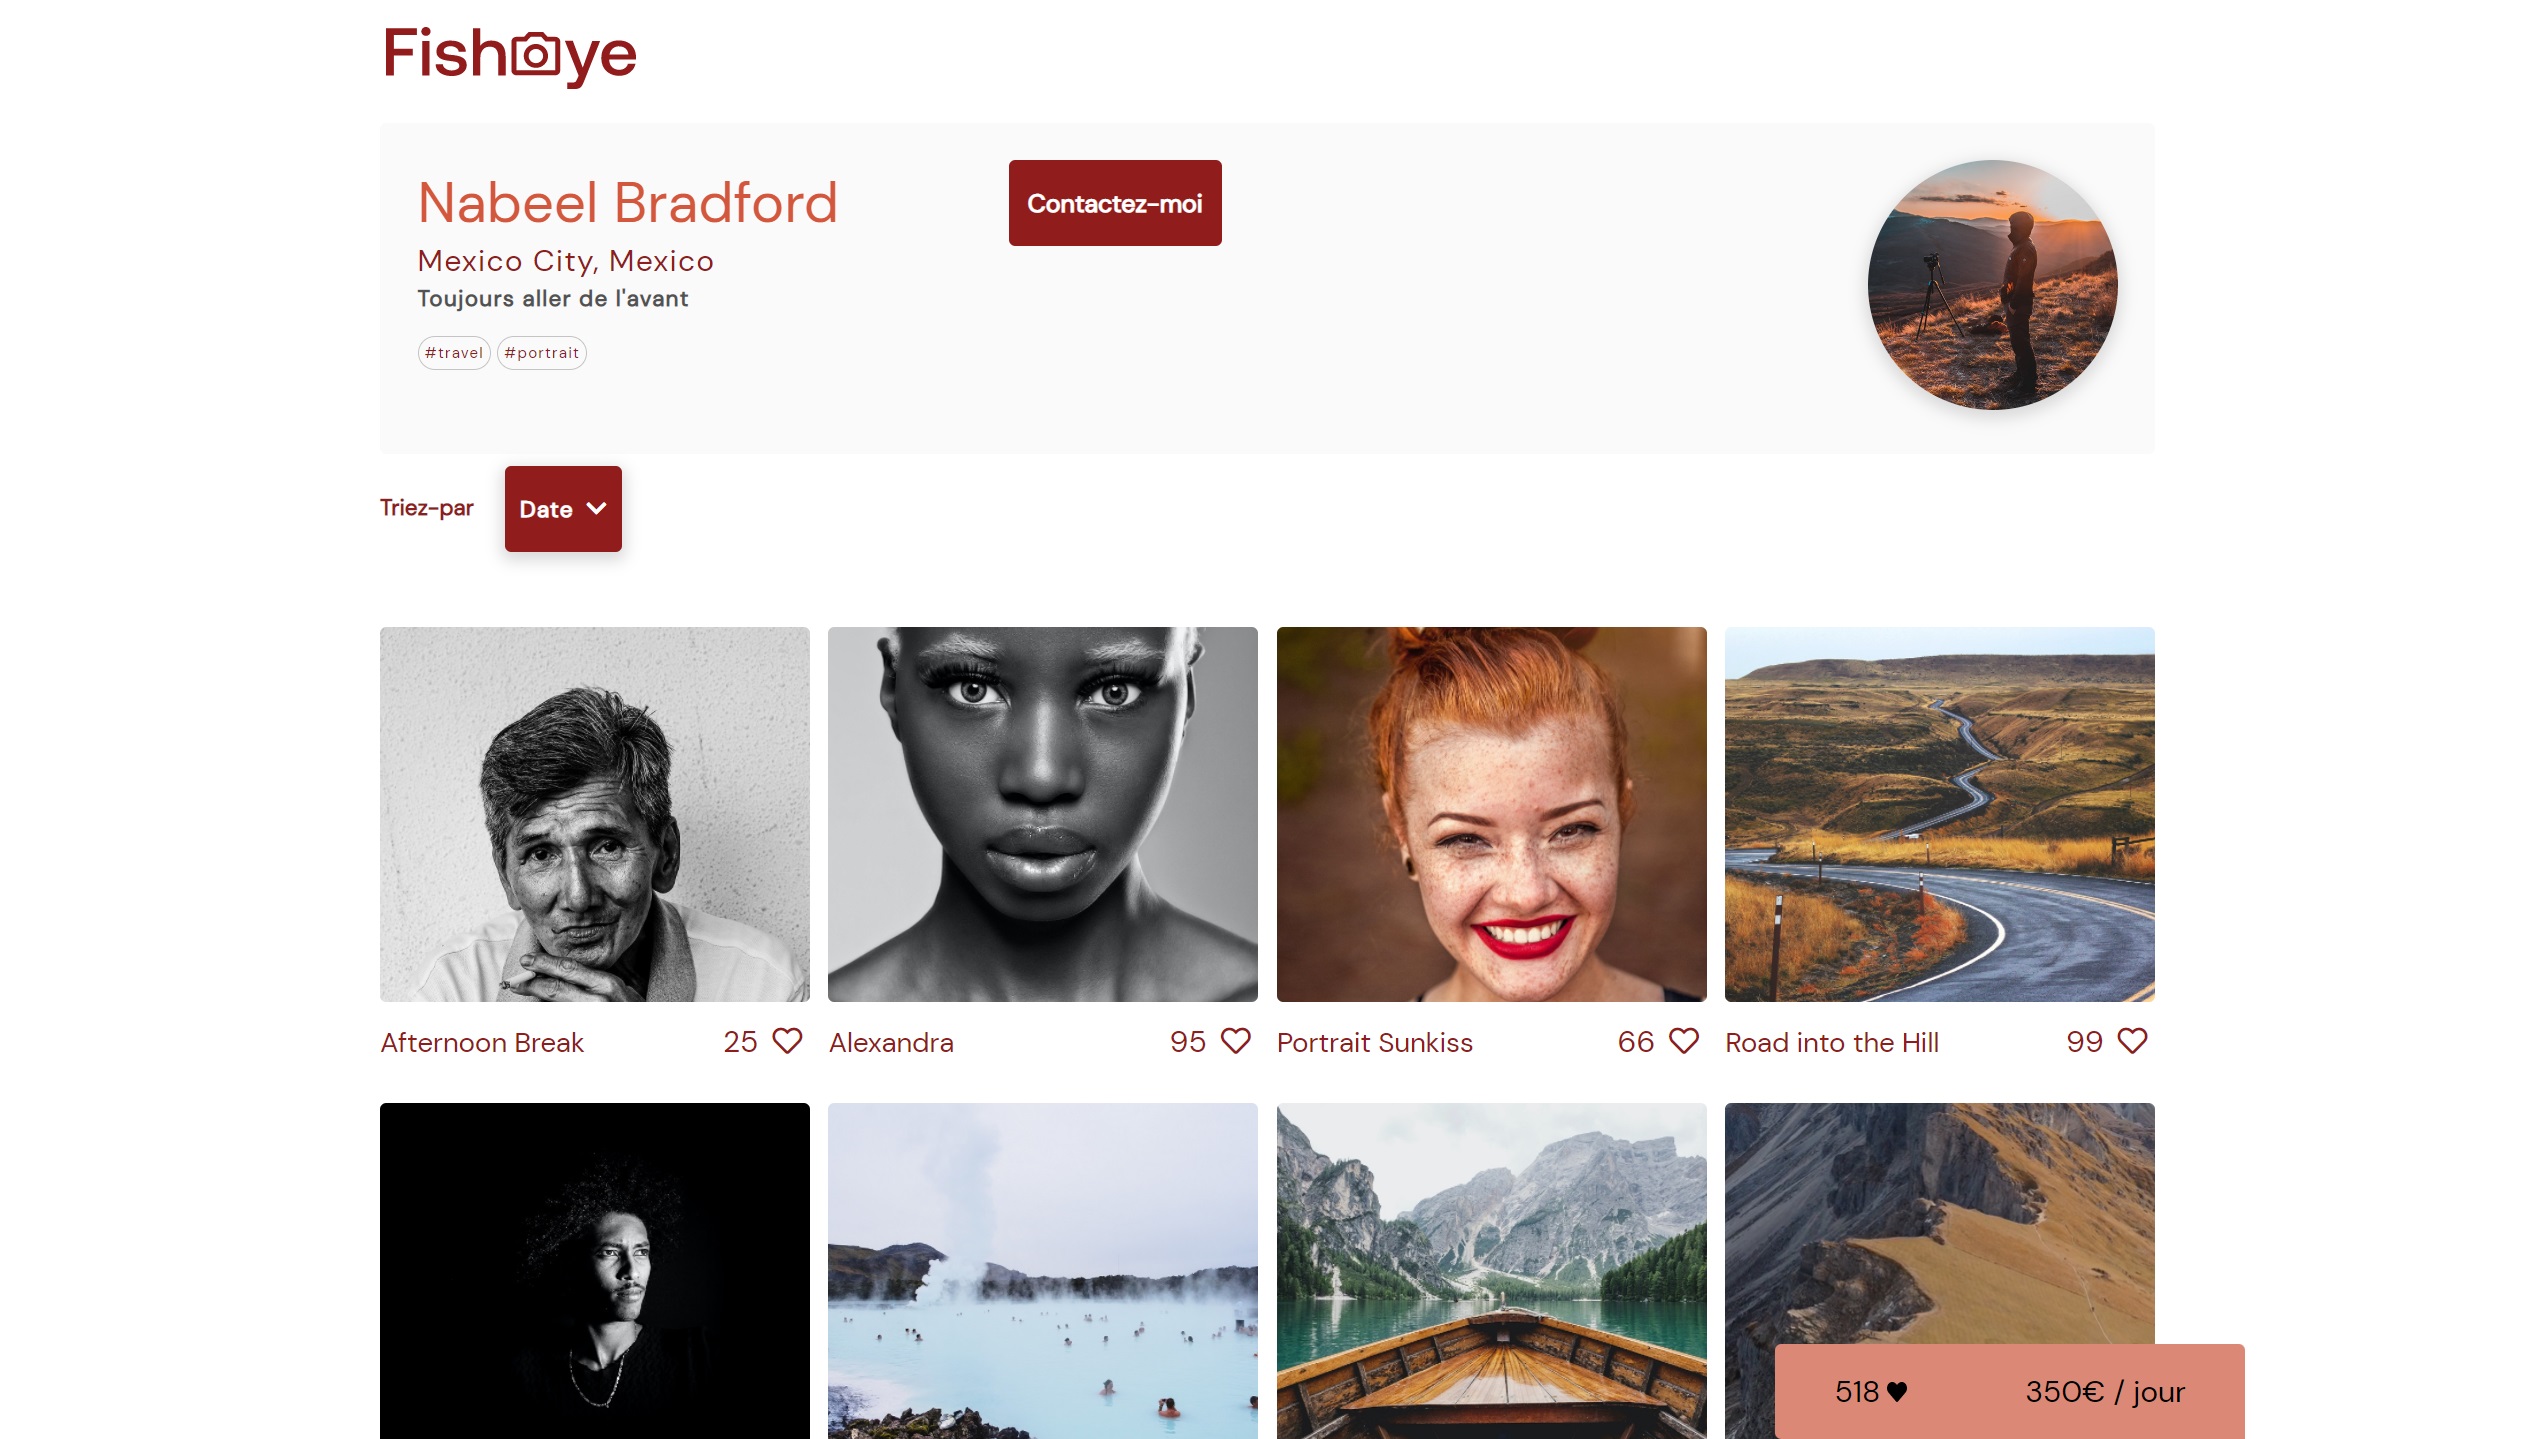 Fisheye
Nabeel Bradford
Contactez-moi
Mexico City, Mexico
Toujours aller de l'avant
#travel #portrait
Triez-par
Date
Afternoon Break 25
Alexandra 95
Portrait Sunkiss 66
Road into the Hill 99
518 350€ / jour